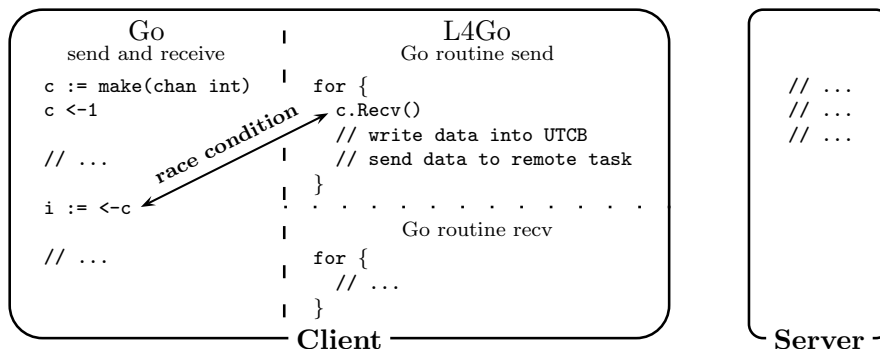 Go
send and receive
c := make(chan int)
c <-1
// ...
i := <-c
// ...
race condition
L4Go
Go routine send
for {
c.Recv()
// write data into UTCB
// send data to remote task
}
Go routine recv
for {
// ...
}
Client
// ...
// ...
// ...
Server